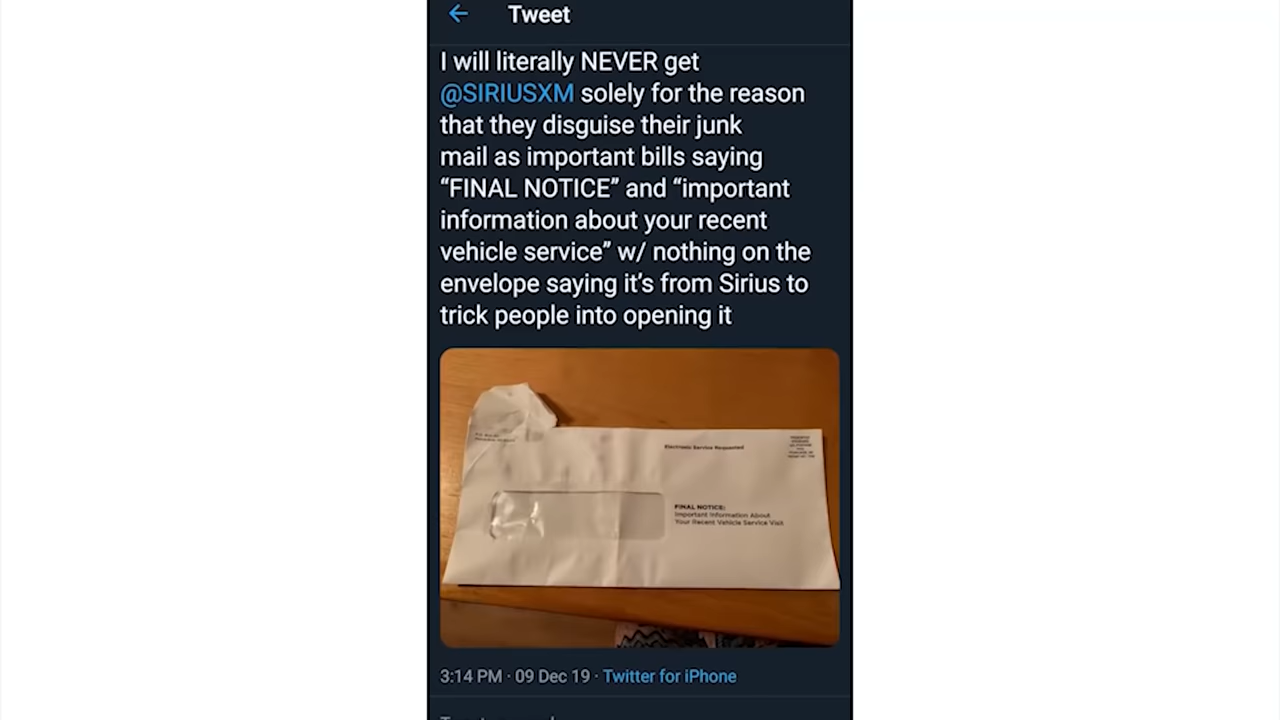 Tweet
I will literally NEVER get
@SIRIUSXM solely for the reason
that they disguise their junk
mail as important bills saying
“FINAL NOTICE” and “important
information about your recent
vehicle service” w/ nothing on the
envelope saying it's from Sirius to
trick people into opening it
Electronic Service Requested
FINAL NOTICE:
Important Information About
Your Recent Vehicle Service Visit
3:14 PM · 09 Dec 19 · Twitter for iPhone